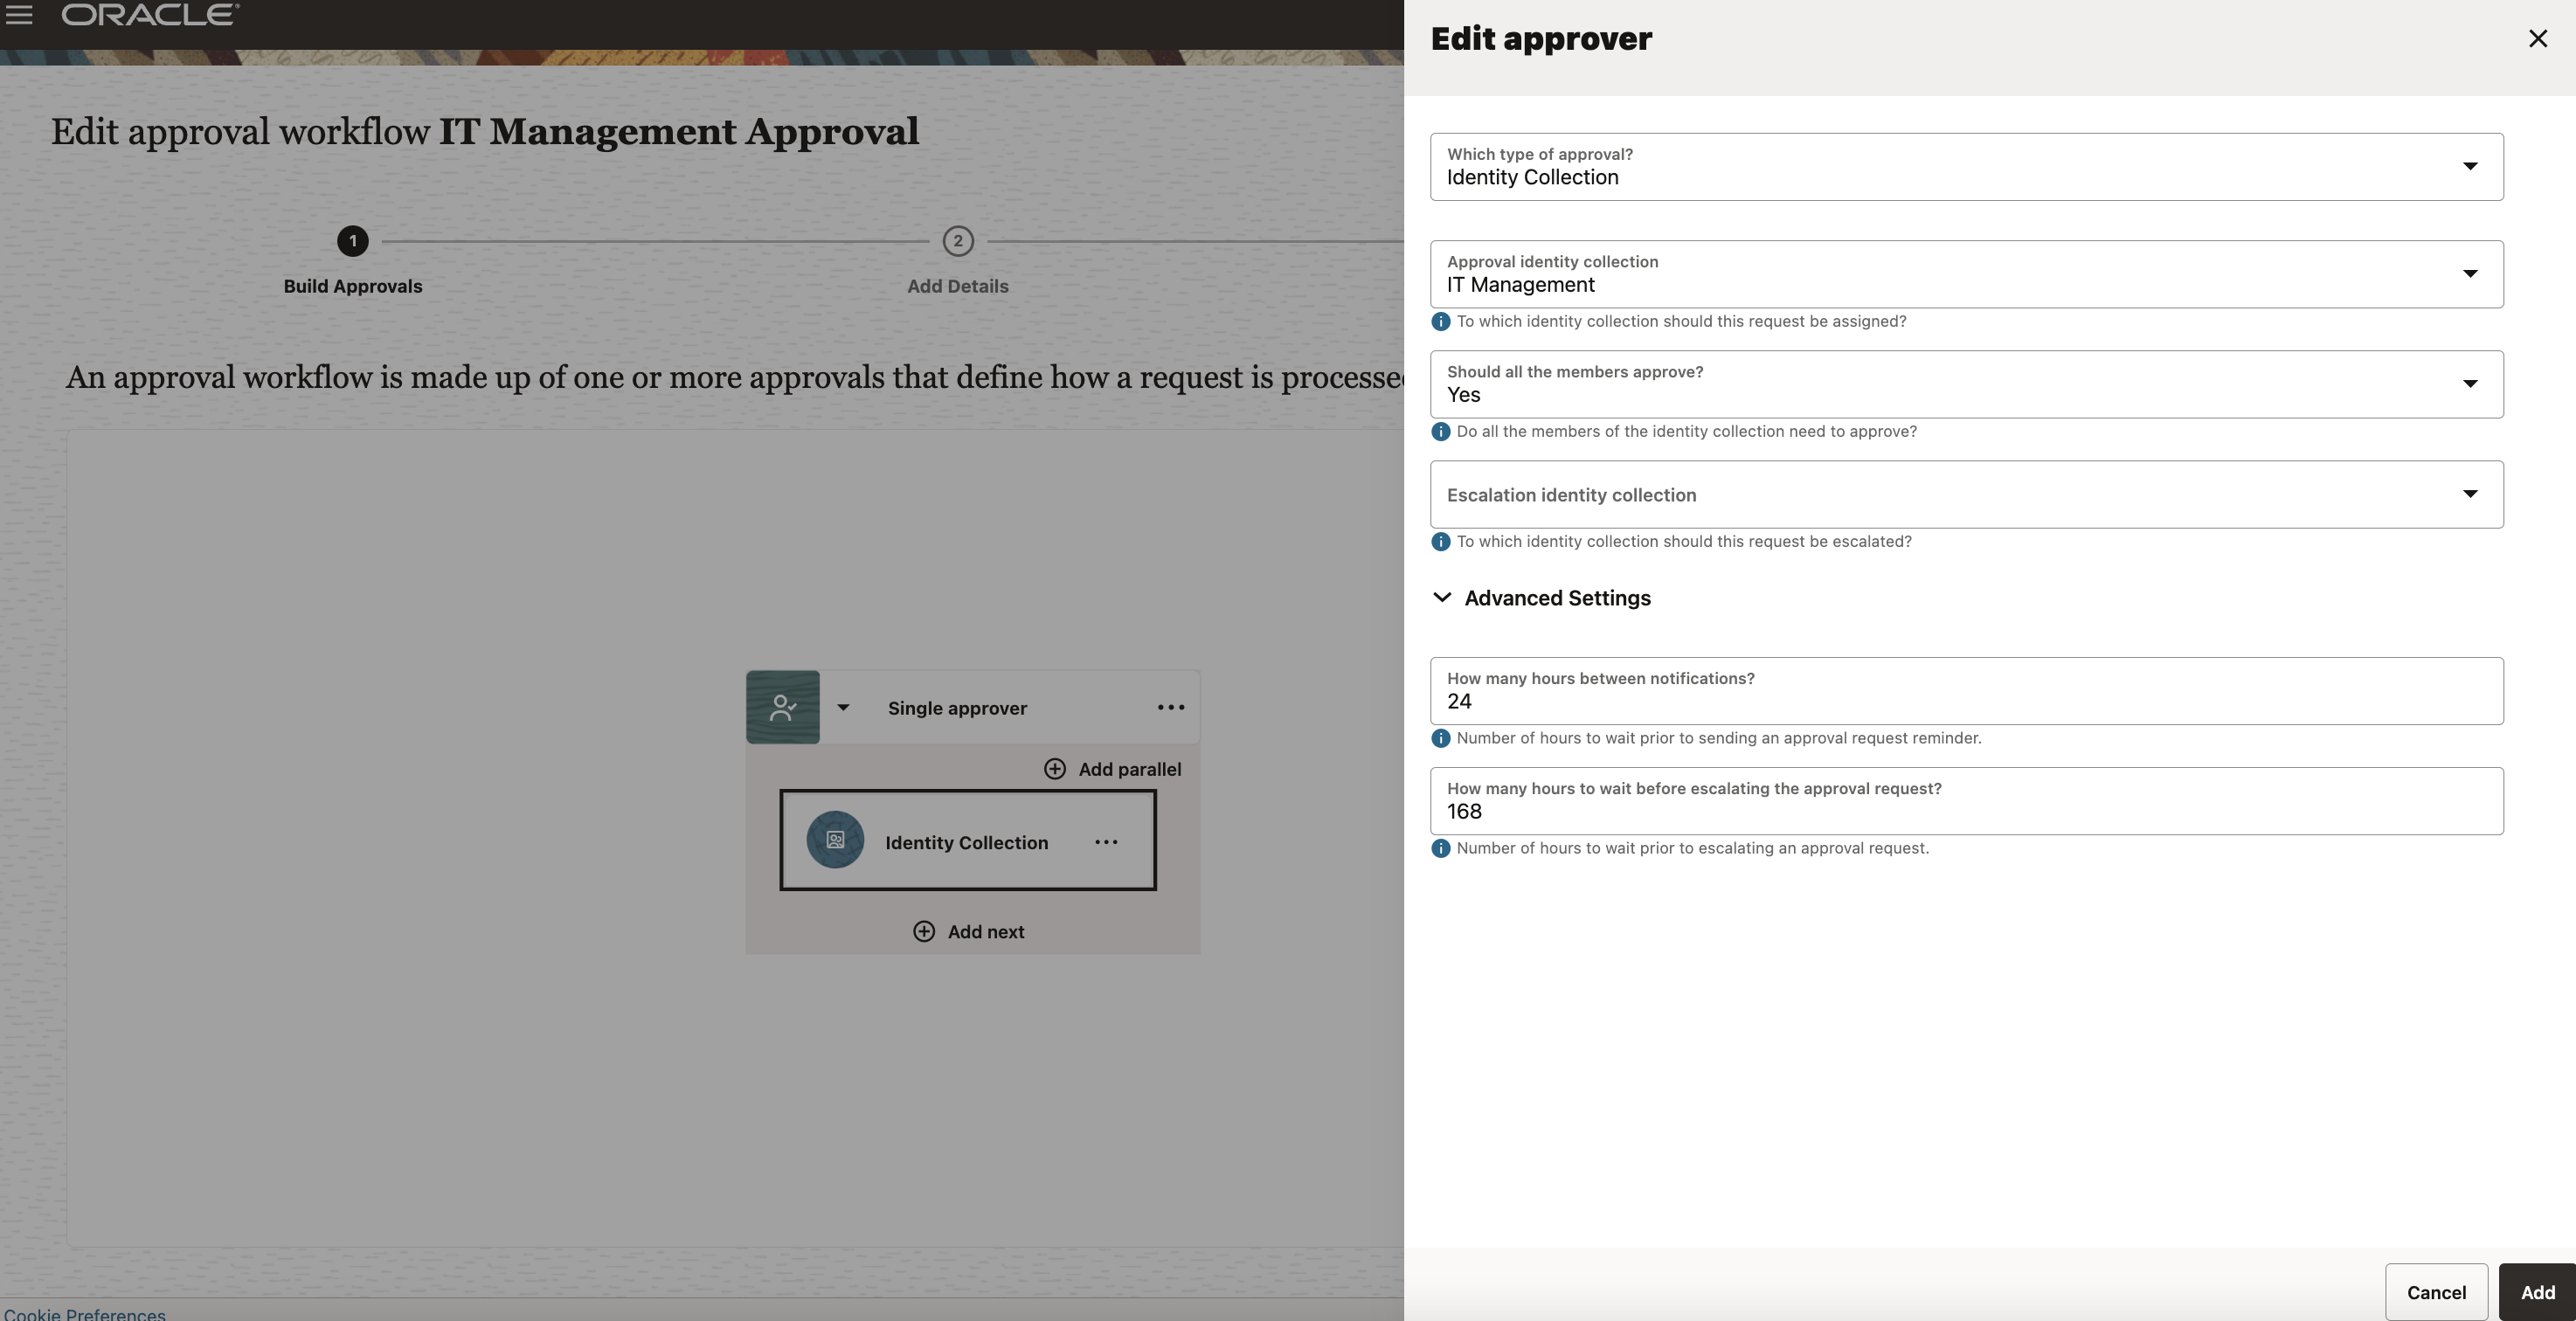 ORACLE
Edit approval workflow IT Management Approval
1
2
Build Approvals
Add Details
An approval workflow is made up of one or more approvals that define how a request is processed
Single approver
Add parallel
Identity Collection
Add next
Cookie Preferences
Edit approver
Which type of approval?
Identity Collection
Approval identity collection
IT Management
To which identity collection should this request be assigned?
Should all the members approve?
Yes
Do all the members of the identity collection need to approve?
Escalation identity collection
To which identity collection should this request be escalated?
Advanced Settings
How many hours between notifications?
24
Number of hours to wait prior to sending an approval request reminder.
How many hours to wait before escalating the approval request?
168
Number of hours to wait prior to escalating an approval request.
Cancel
Add